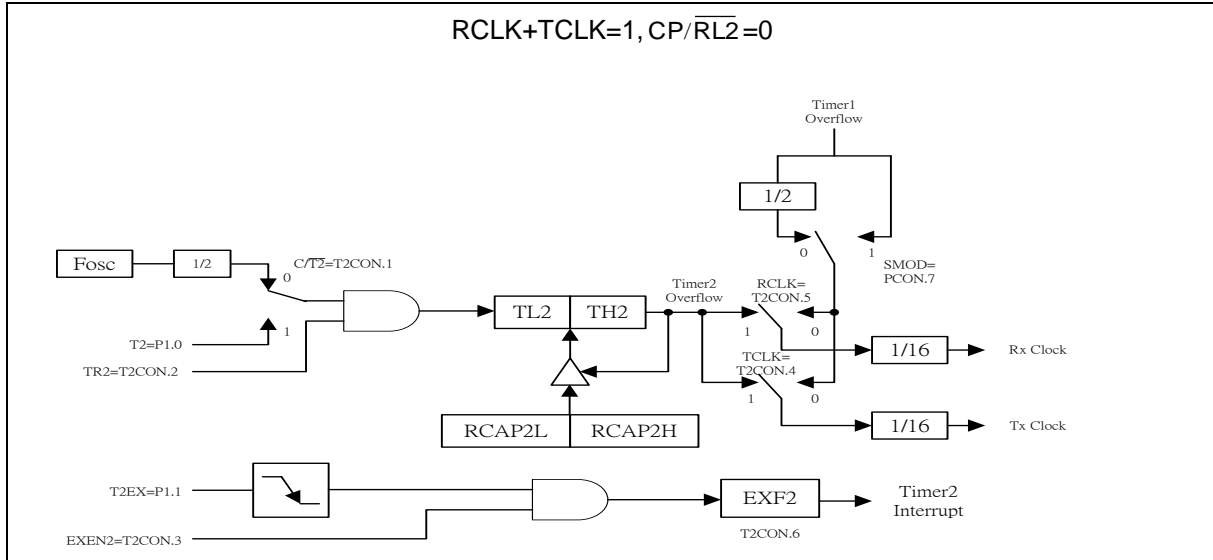 RCLK+TCLK=1, CP/R̅L̅2̅=0
Timer1
Overflow
1/2
0
1
SMOD=
PCON.7
Fosc
1/2
C/T̅2̅=T2CON.1
0
1
T2=P1.0
TR2=T2CON.2
TL2
TH2
Timer2
Overflow
RCLK=
T2CON.5
1
0
1/16
Rx Clock
TCLK=
T2CON.4
1
0
1/16
Tx Clock
RCAP2L
RCAP2H
T2EX=P1.1
EXEN2=T2CON.3
EXF2
T2CON.6
Timer2
Interrupt